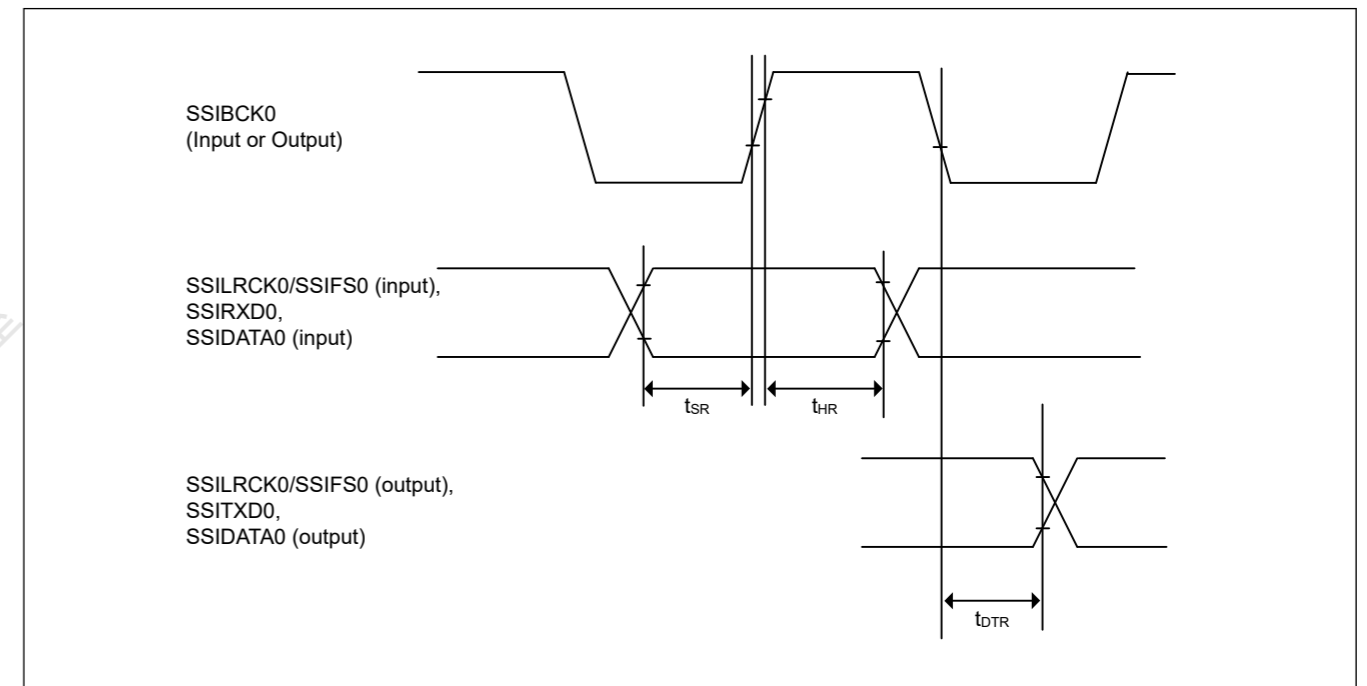 SSIBCK0
(Input or Output)
SSILRCK0/SSIFS0 (input),
SSIRXD0,
SSIDATA0 (input)
tSR
tHR
SSILRCK0/SSIFS0 (output),
SSITXD0,
SSIDATA0 (output)
tDTR